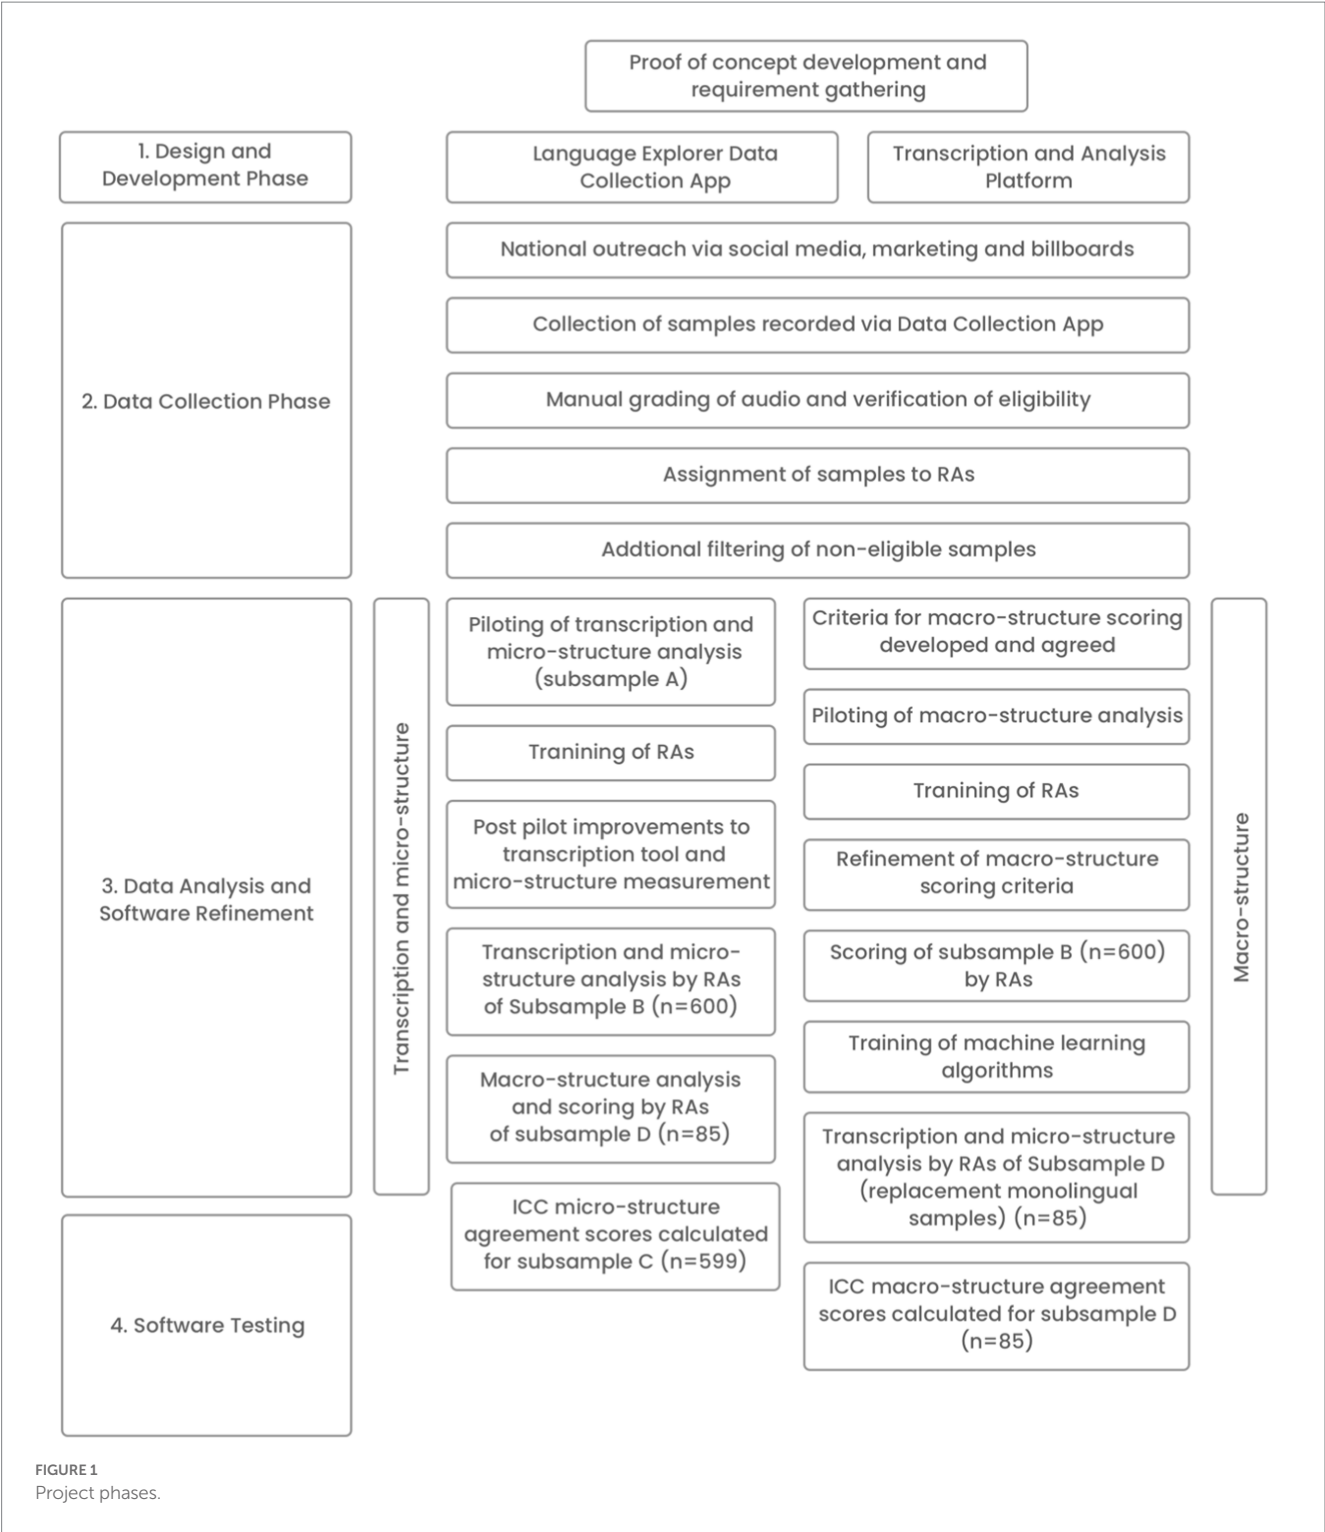 Proof of concept development and
requirement gathering
1. Design and
Development Phase
Language Explorer Data
Collection App
Transcription and Analysis
Platform
2. Data Collection Phase
National outreach via social media, marketing and billboards
Collection of samples recorded via Data Collection App
Manual grading of audio and verification of eligibility
Assignment of samples to RAs
Addtional filtering of non-eligible samples
3. Data Analysis and
Software Refinement
Transcription and micro-structure
Piloting of transcription and
micro-structure analysis
(subsample A)
Tranining of RAs
Post pilot improvements to
transcription tool and
micro-structure measurement
Transcription and micro-
structure analysis by RAs
of Subsample B (n=600)
Macro-structure analysis
and scoring by RAs
of subsample D (n=85)
ICC micro-structure
agreement scores calculated
for subsample C (n=599)
Criteria for macro-structure scoring
developed and agreed
Piloting of macro-structure analysis
Tranining of RAs
Refinement of macro-structure
scoring criteria
Scoring of subsample B (n=600)
by RAs
Training of machine learning
algorithms
Transcription and micro-structure
analysis by RAs of Subsample D
(replacement monolingual
samples) (n=85)
ICC macro-structure agreement
scores calculated for subsample D
(n=85)
Macro-structure
4. Software Testing
FIGURE 1
Project phases.